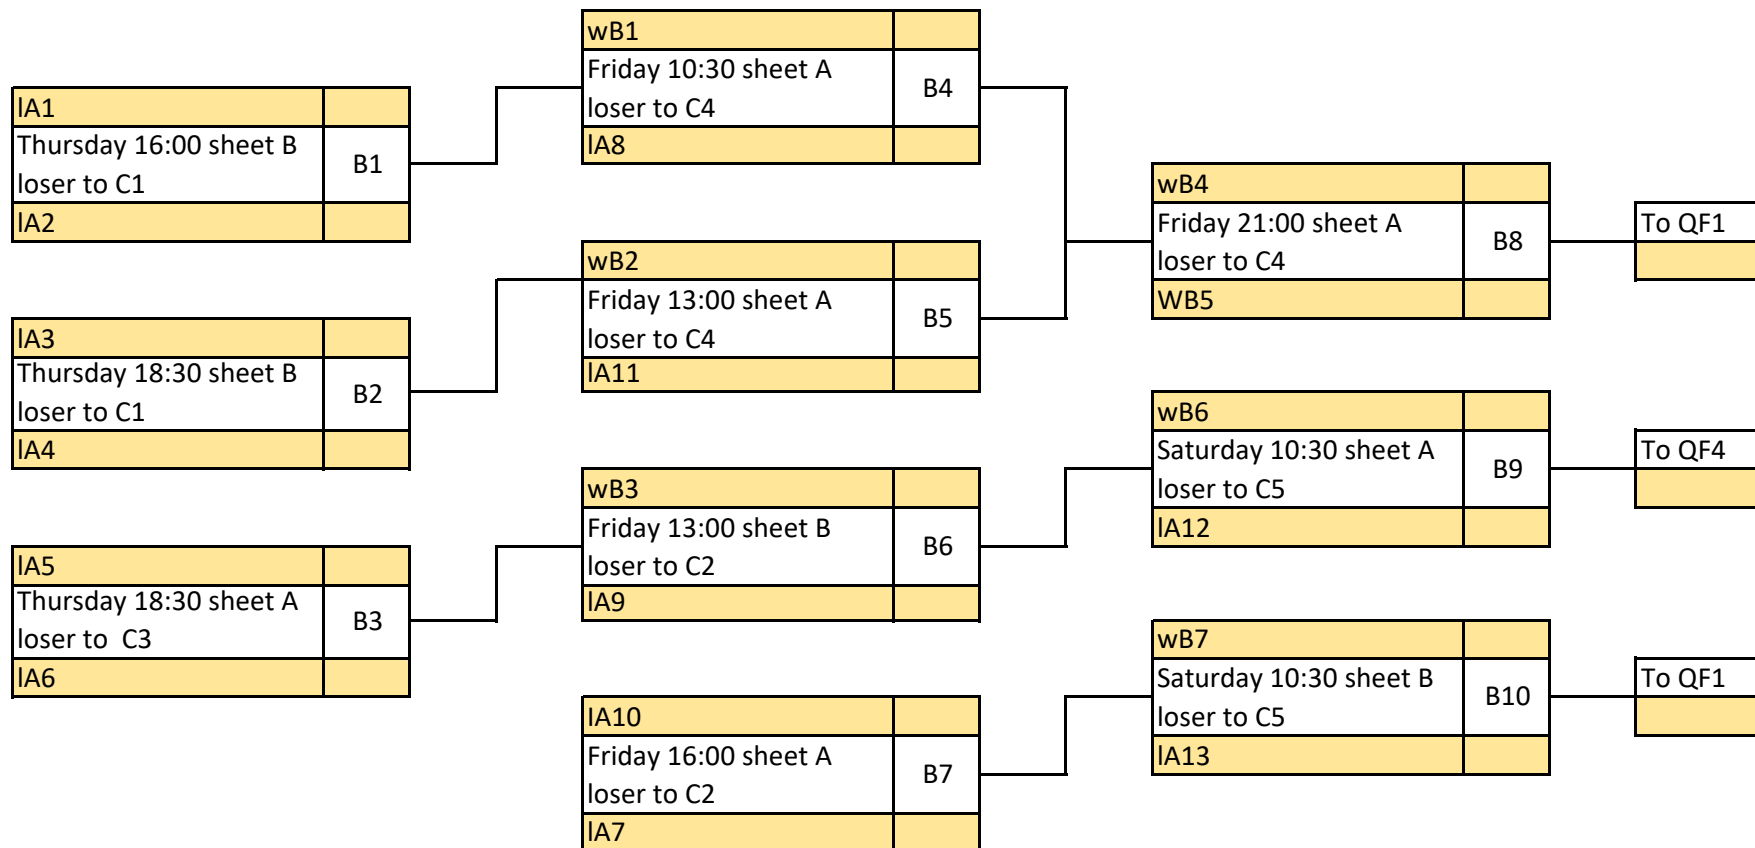 lA1
Thursday 16:00 sheet B
loser to C1
B1
lA2
lA3
Thursday 18:30 sheet B
loser to C1
B2
lA4
lA5
Thursday 18:30 sheet A
loser to  C3
B3
lA6
wB1
Friday 10:30 sheet A
loser to C4
B4
lA8
wB2
Friday 13:00 sheet A
loser to C4
B5
lA11
wB3
Friday 13:00 sheet B
loser to C2
B6
lA9
lA10
Friday 16:00 sheet A
loser to C2
B7
lA7
wB4
Friday 21:00 sheet A
loser to C4
B8
WB5
wB6
Saturday 10:30 sheet A
loser to C5
B9
lA12
wB7
Saturday 10:30 sheet B
loser to C5
B10
lA13
To QF1
To QF4
To QF1